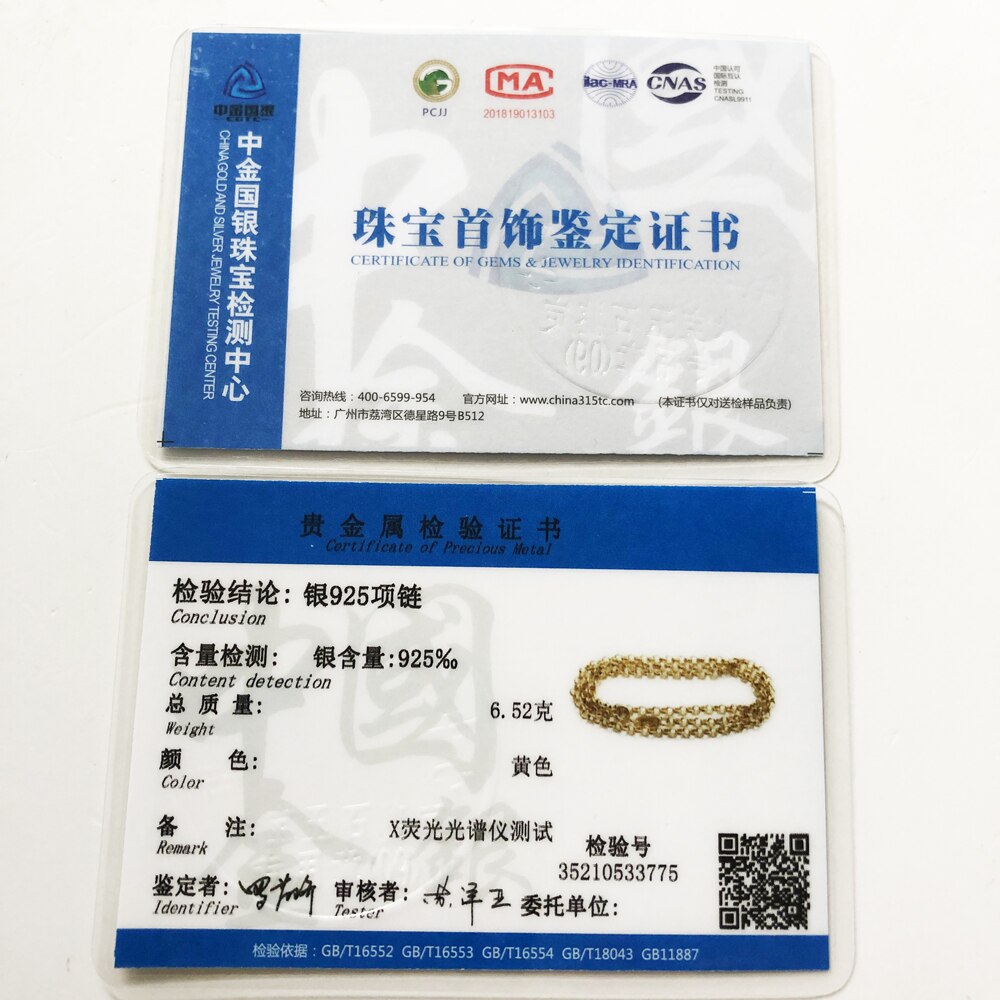 中金国银
CGTC
中金国银珠宝检测中心
CHINA GOLD AND SILVER JEWELRY TESTING CENTER
PCJJ
MA
201819013103
ilac-MRA
CNAS
中国认可
国际互认
检测
TESTING
CNASL9911
珠宝首饰鉴定证书
CERTIFICATE OF GEMS & JEWELRY IDENTIFICATION
國
銀
咨询热线：400-6599-954 官方网址：www.china315tc.com (本证书仅对送检样品负责)
地址：广州市荔湾区德星路9号B512
贵金属检验证书
Certificate of Precious Metal
检验结论: 银925项链
Conclusion
含量检测: 银含量:925‰
Content detection
总质量: 6.52克
Weight
颜色: 黄色
Color
备注: X荧光光谱仪测试
Remark
检验号
35210533775
鉴定者: 审核者: 委托单位:
Identifier Tester
检验依据：GB/T16552 GB/T16553 GB/T16554 GB/T18043 GB11887